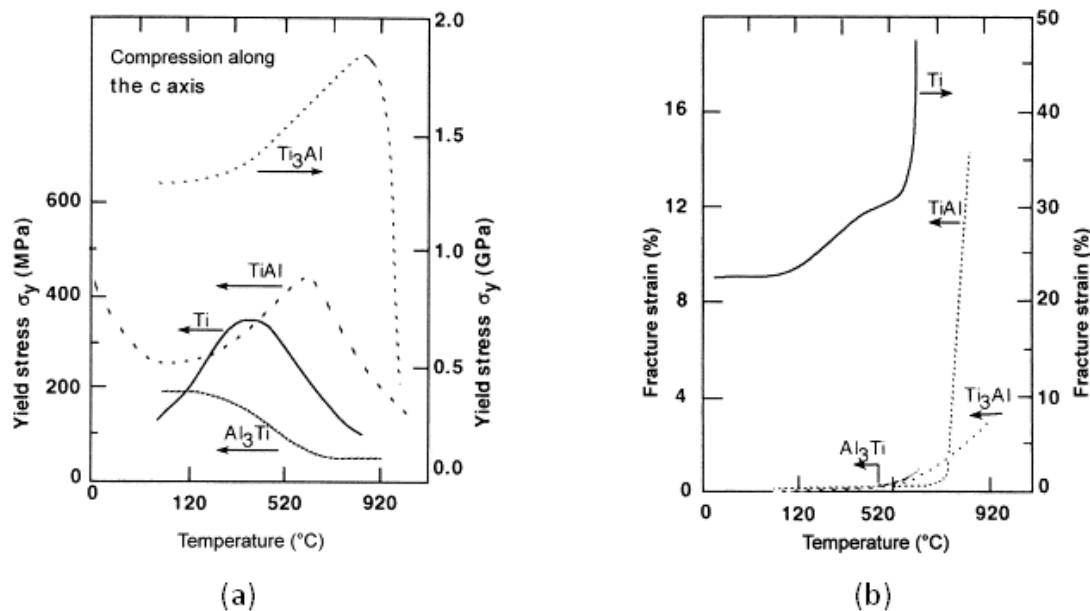 Compression along
the c axis
Yield stress σy (MPa)
600
400
200
0
Ti3Al
TiAl
Ti
Al3Ti
2.0
1.5
1.0
0.5
0.0
Yield stress σy (GPa)
0 120 520 920
Temperature (°C)
(a)
Fracture strain (%)
16
12
8
4
0
Ti
TiAl
Ti3Al
Al3Ti
50
40
30
20
10
0
Fracture strain (%)
0 120 520 920
Temperature (°C)
(b)